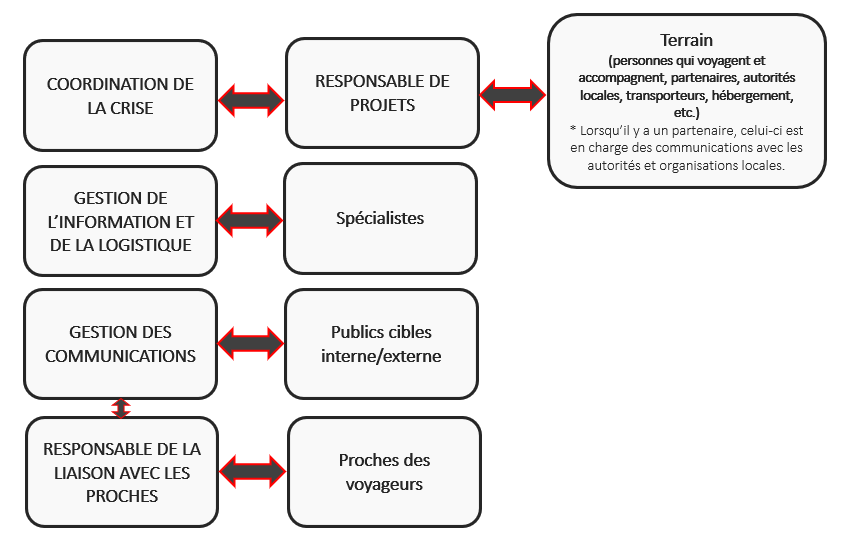 COORDINATION DE
LA CRISE
RESPONSABLE DE
PROJETS
Terrain
(personnes qui voyagent et
accompagnent, partenaires, autorités
locales, transporteurs, hébergement,
etc.)
* Lorsqu’il y a un partenaire, celui-ci est
en charge des communications avec les
autorités et organisations locales.
GESTION DE
L’INFORMATION ET
DE LA LOGISTIQUE
Spécialistes
GESTION DES
COMMUNICATIONS
Publics cibles
interne/externe
RESPONSABLE DE LA
LIAISON AVEC LES
PROCHES
Proches des
voyageurs